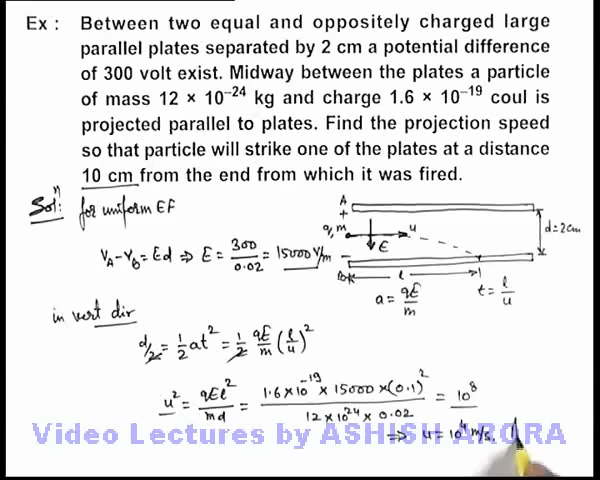 Ex : Between two equal and oppositely charged large
parallel plates separated by 2 cm a potential difference
of 300 volt exist. Midway between the plates a particle
of mass 12 × 10⁻²⁴ kg and charge 1.6 × 10⁻¹⁹ coul is
projected parallel to plates. Find the projection speed
so that particle will strike one of the plates at a distance
10 cm from the end from which it was fired.
Solⁿ: for uniform EF
V_A - V_B = Ed ⇒ E = 300/0.02 = 15000 V/m
A
+
q, m
u
E
d = 2cm
-
B
l
a = qE/m
t = l/u
in vert dir
d/2 = 1/2 at² = 1/2 qE/m (l/u)²
u² = qEl²/md = 1.6×10⁻¹⁹ × 15000 × (0.1)² / 12×10²⁴ × 0.02 = 10⁸
⇒ u = 10⁴ m/s.
Video Lectures by ASHISH ARORA